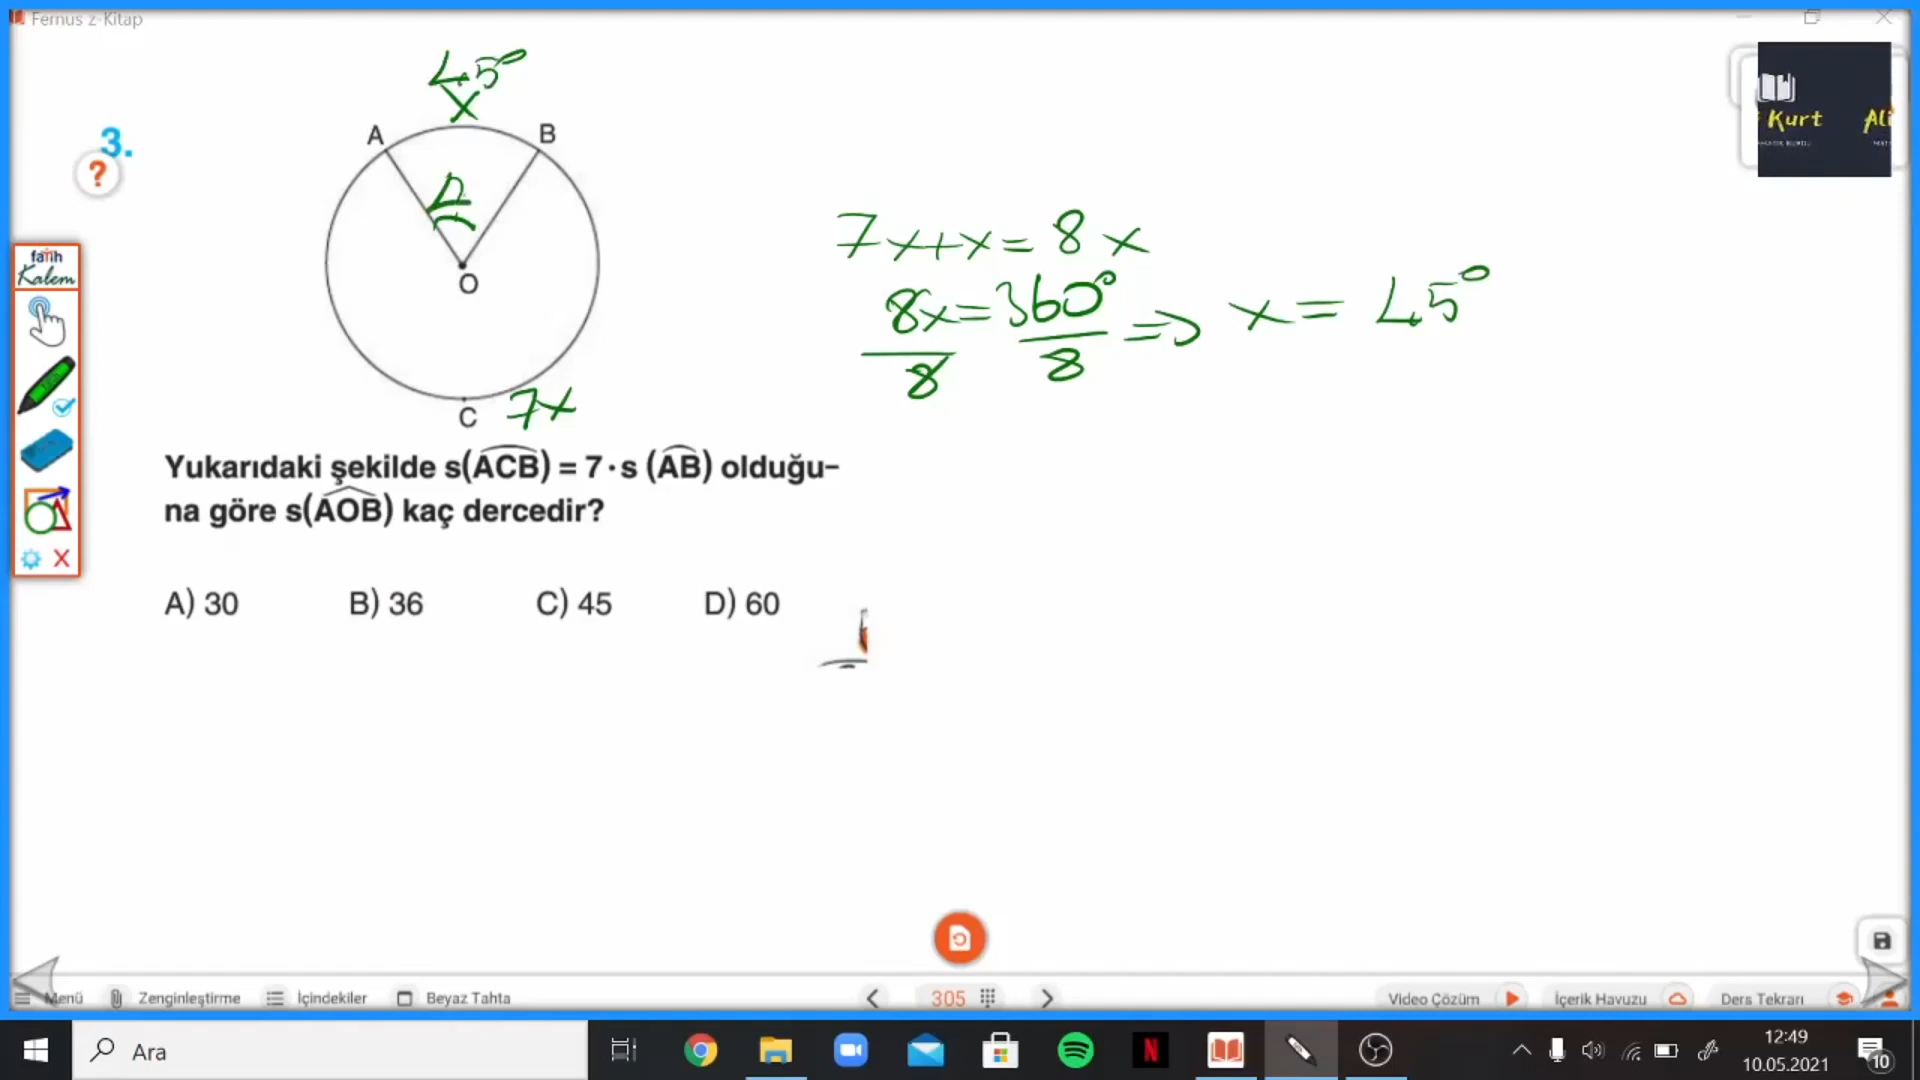 Fernus z-Kitap
45°
x
3.
?
A
B
O
C
7x
7x+x=8x
8x=360° => x=45°
8 8
Yukarıdaki şekilde s(ACB) = 7·s (AB) olduğu-
na göre s(AOB) kaç dercedir?
A) 30 B) 36 C) 45 D) 60
fatih
Kalem
X
Kurt Ali
Menü Zenginleştirme İçindekiler Beyaz Tahta
305
Video Çözüm İçerik Havuzu Ders Tekrarı
Ara
N
12:49
10.05.2021
10